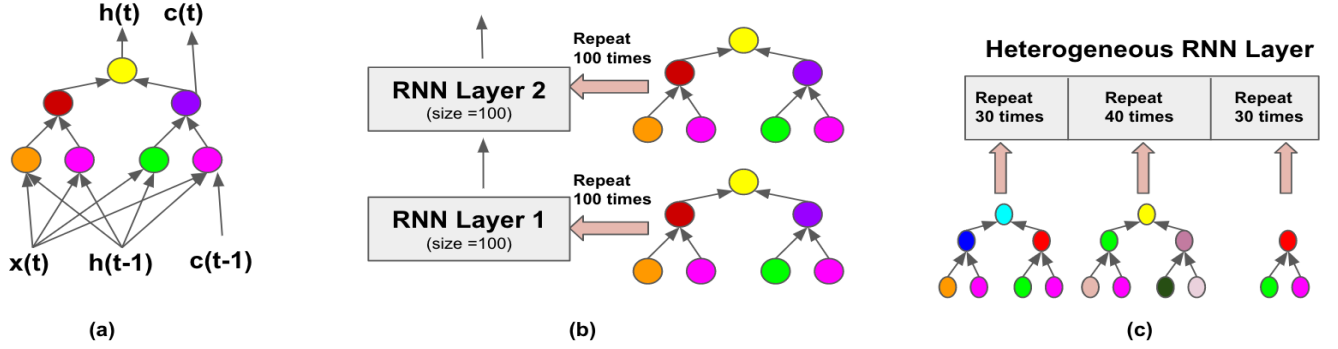 h(t) c(t)
x(t) h(t-1) c(t-1)
(a)
Repeat
100 times
RNN Layer 2
(size =100)
Repeat
100 times
RNN Layer 1
(size =100)
(b)
Heterogeneous RNN Layer
Repeat
30 times
Repeat
40 times
Repeat
30 times
(c)